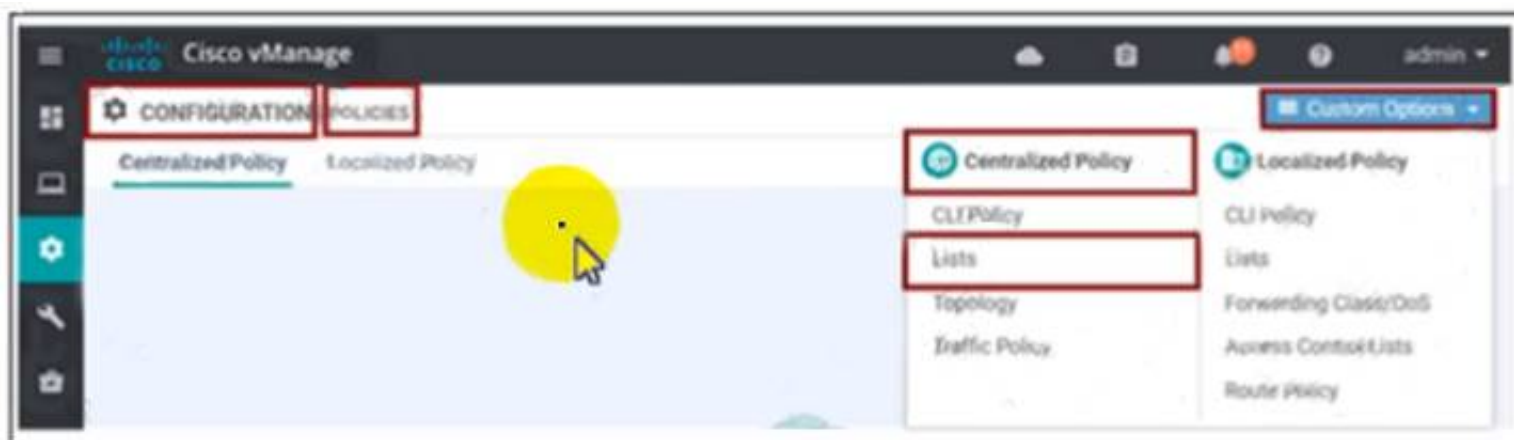 cisco Cisco vManage admin
CONFIGURATION POLICIES Custom Options
Centralized Policy Localized Policy
Centralized Policy
CLI Policy
Lists
Topology
Traffic Policy
Localized Policy
CLI Policy
Lists
Forwarding Class/QoS
Access Control Lists
Route Policy